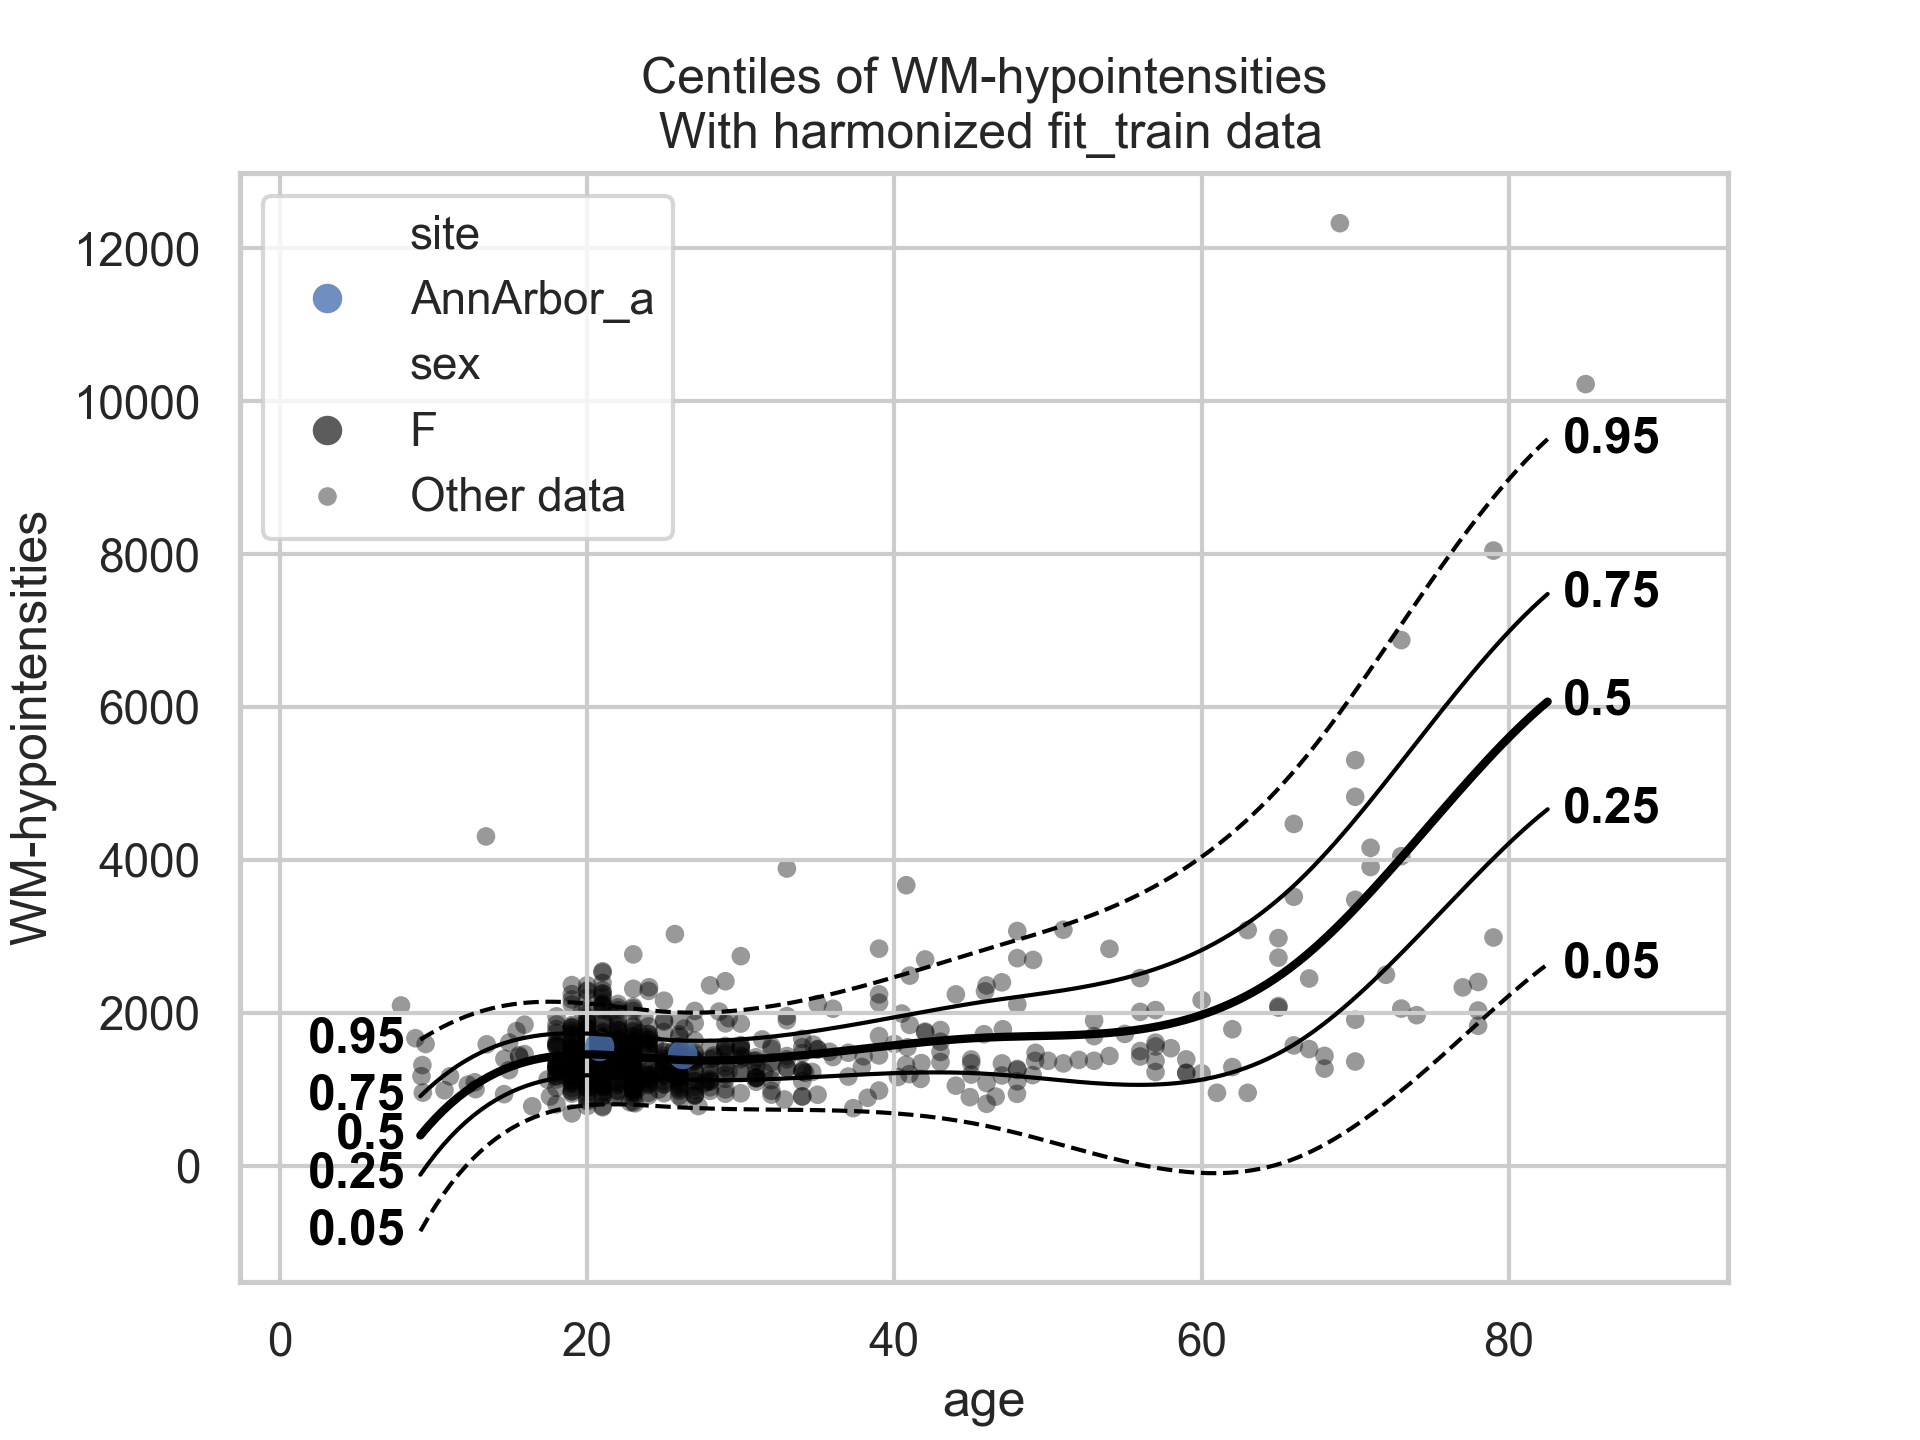 Centiles of WM-hypointensities
With harmonized fit_train data
site
AnnArbor_a
sex
F
Other data
WM-hypointensities
12000
10000
8000
6000
4000
2000
0
0.95
0.75
0.5
0.25
0.05
0.95
0.75
0.5
0.25
0.05
0
20
40
60
80
age